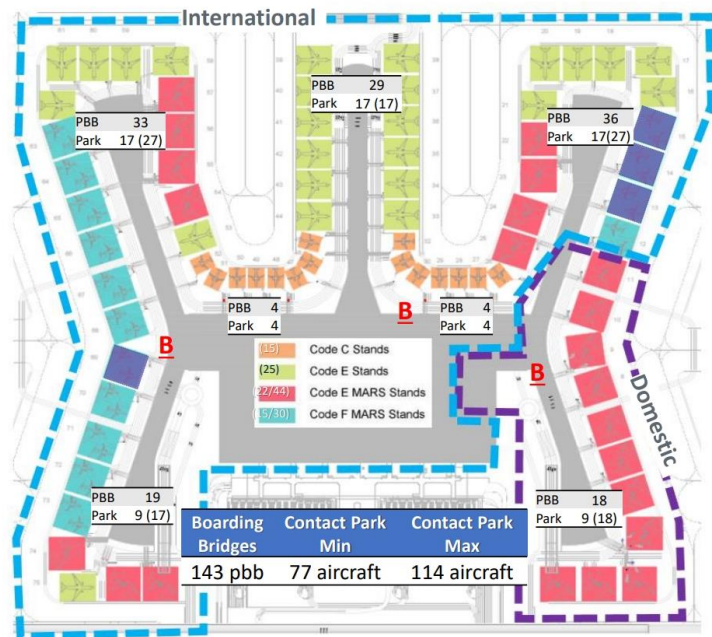 International
PBB 29
Park 17 (17)
PBB 33
Park 17 (27)
PBB 36
Park 17(27)
PBB 4
Park 4
B
PBB 4
Park 4
B
B
(15) Code C Stands
(25) Code E Stands
(22/44) Code E MARS Stands
(15/30) Code F MARS Stands
Domestic
PBB 19
Park 9 (17)
PBB 18
Park 9 (18)
Boarding Bridges
Contact Park Min
Contact Park Max
143 pbb
77 aircraft
114 aircraft